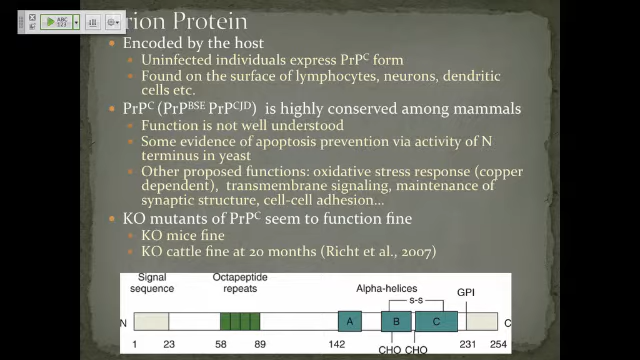 rion Protein
Encoded by the host
Uninfected individuals express PrPC form
Found on the surface of lymphocytes, neurons, dendritic
cells etc.
PrPC (PrPBSE PrPCJD) is highly conserved among mammals
Function is not well understood
Some evidence of apoptosis prevention via activity of N
terminus in yeast
Other proposed functions: oxidative stress response (copper
dependent), transmembrane signaling, maintenance of
synaptic structure, cell-cell adhesion...
KO mutants of PrPC seem to function fine
KO mice fine
KO cattle fine at 20 months (Richt et al., 2007)
Signal
sequence
Octapeptide
repeats
Alpha-helices
s-s
GPI
N
A
B
C
C
1
23
58
89
142
CHO
CHO
231
254